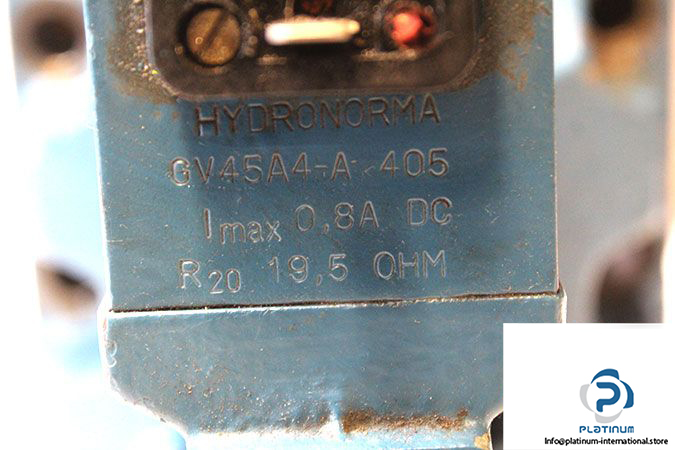 HYDRONORMA
GV45A4-A 405
Imax 0,8A DC
R20 19,5 OHM
PLATINUM
Info@platinum-international.store